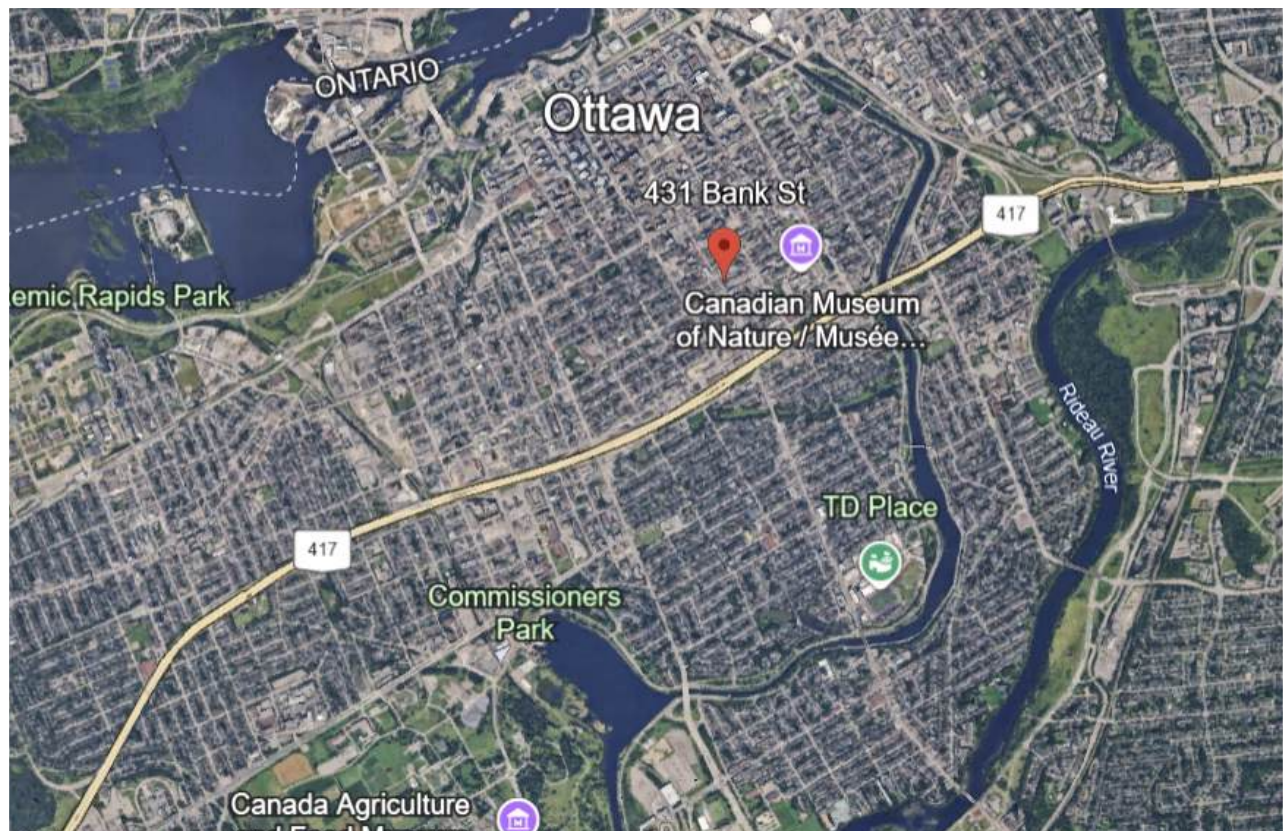 ONTARIO
Ottawa
431 Bank St
417
emic Rapids Park
Canadian Museum
of Nature / Musée...
Rideau River
TD Place
417
Commissioners
Park
Canada Agriculture